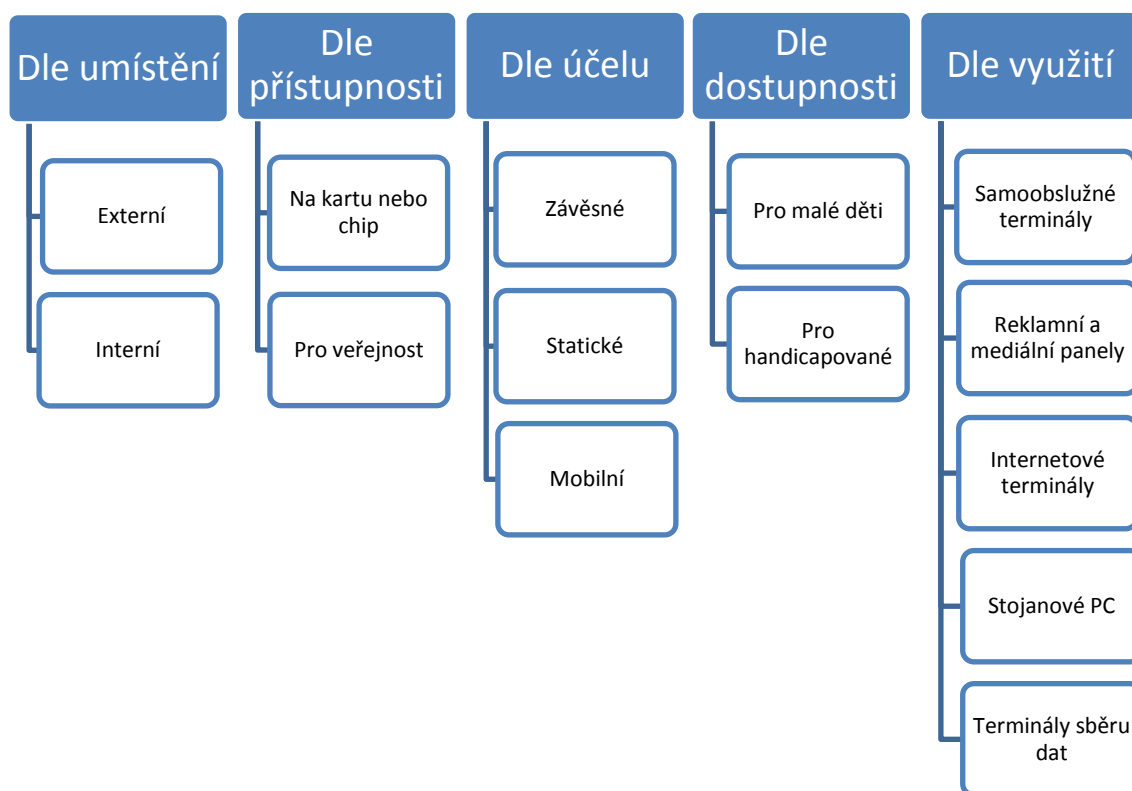 Dle umístění
Externí
Interní
Dle
přístupnosti
Na kartu nebo
chip
Pro veřejnost
Dle účelu
Závěsné
Statické
Mobilní
Dle
dostupnosti
Pro malé děti
Pro
handicapované
Dle využití
Samoobslužné
terminály
Reklamní a
mediální panely
Internetové
terminály
Stojanové PC
Terminály sběru
dat